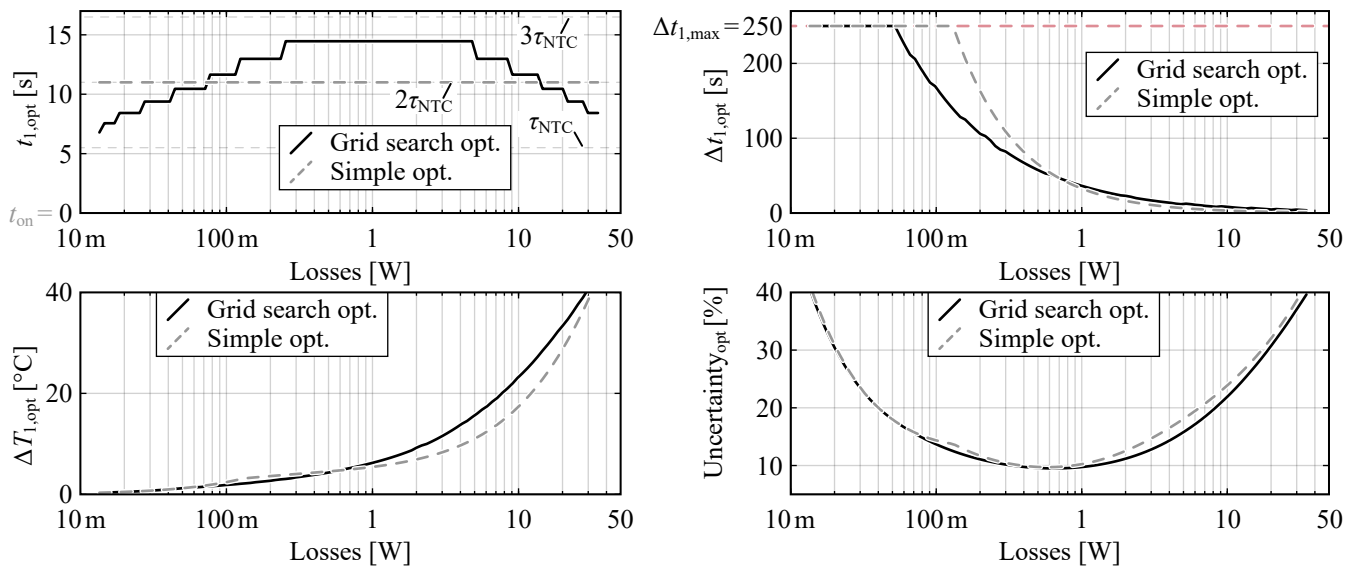 15
10
5
t_on = 0
t_1,opt [s]
3τ_NTC
2τ_NTC
τ_NTC
Grid search opt.
Simple opt.
10 m 100 m 1 10 50
Losses [W]
Δt_1,max = 250
200
100
0
Δt_1,opt [s]
Grid search opt.
Simple opt.
10 m 100 m 1 10 50
Losses [W]
40
20
0
ΔT_1,opt [°C]
Grid search opt.
Simple opt.
10 m 100 m 1 10 50
Losses [W]
40
30
20
10
Uncertainty_opt [%]
Grid search opt.
Simple opt.
10 m 100 m 1 10 50
Losses [W]